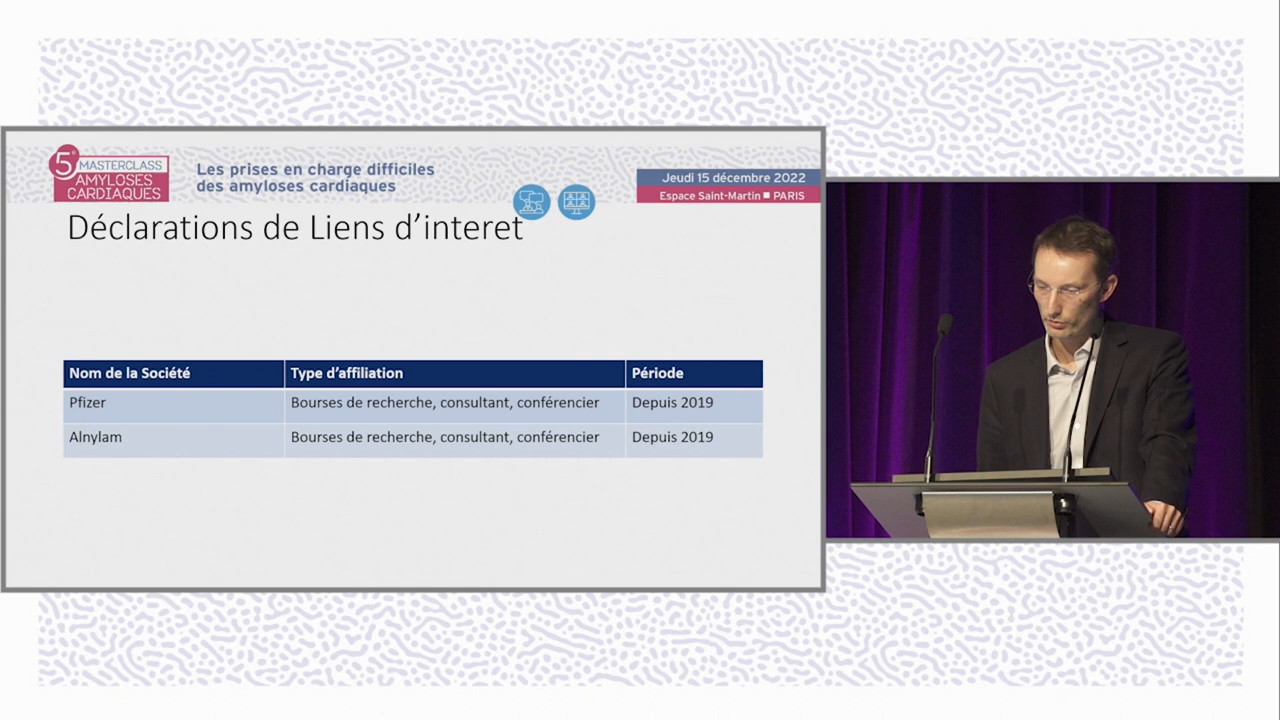 5e MASTERCLASS
AMYLOSES
CARDIAQUES
Les prises en charge difficiles
des amyloses cardiaques
Jeudi 15 décembre 2022
Espace Saint-Martin ■ PARIS
Déclarations de Liens d’interet
Nom de la Société Type d’affiliation Période
Pfizer Bourses de recherche, consultant, conférencier Depuis 2019
Alnylam Bourses de recherche, consultant, conférencier Depuis 2019